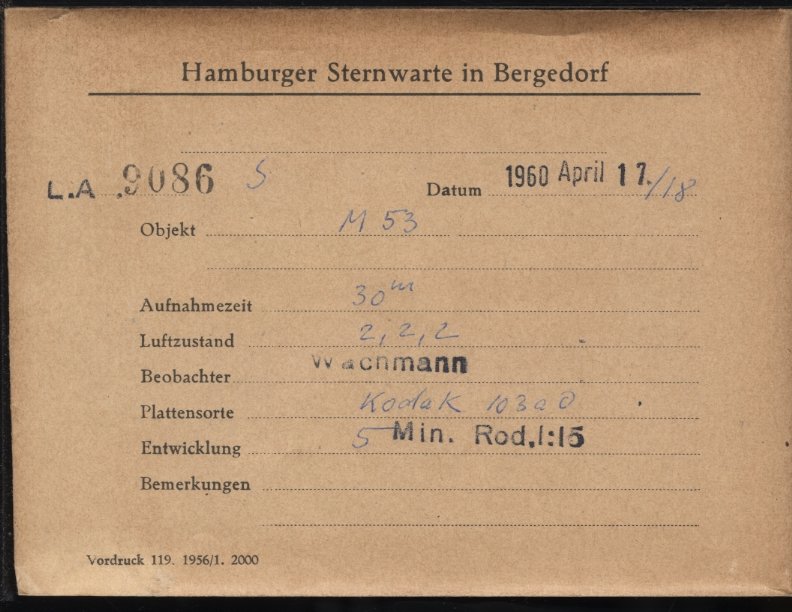 Hamburger Sternwarte in Bergedorf
L.A. 9086 S Datum 1960 April 17./18
Objekt M 53
Aufnahmezeit 30m
Luftzustand 2, 2, 2
Beobachter Wachmann
Plattensorte Kodak 103a0
Entwicklung 5 Min. Rod.1:15
Bemerkungen
Vordruck 119. 1956/1. 2000